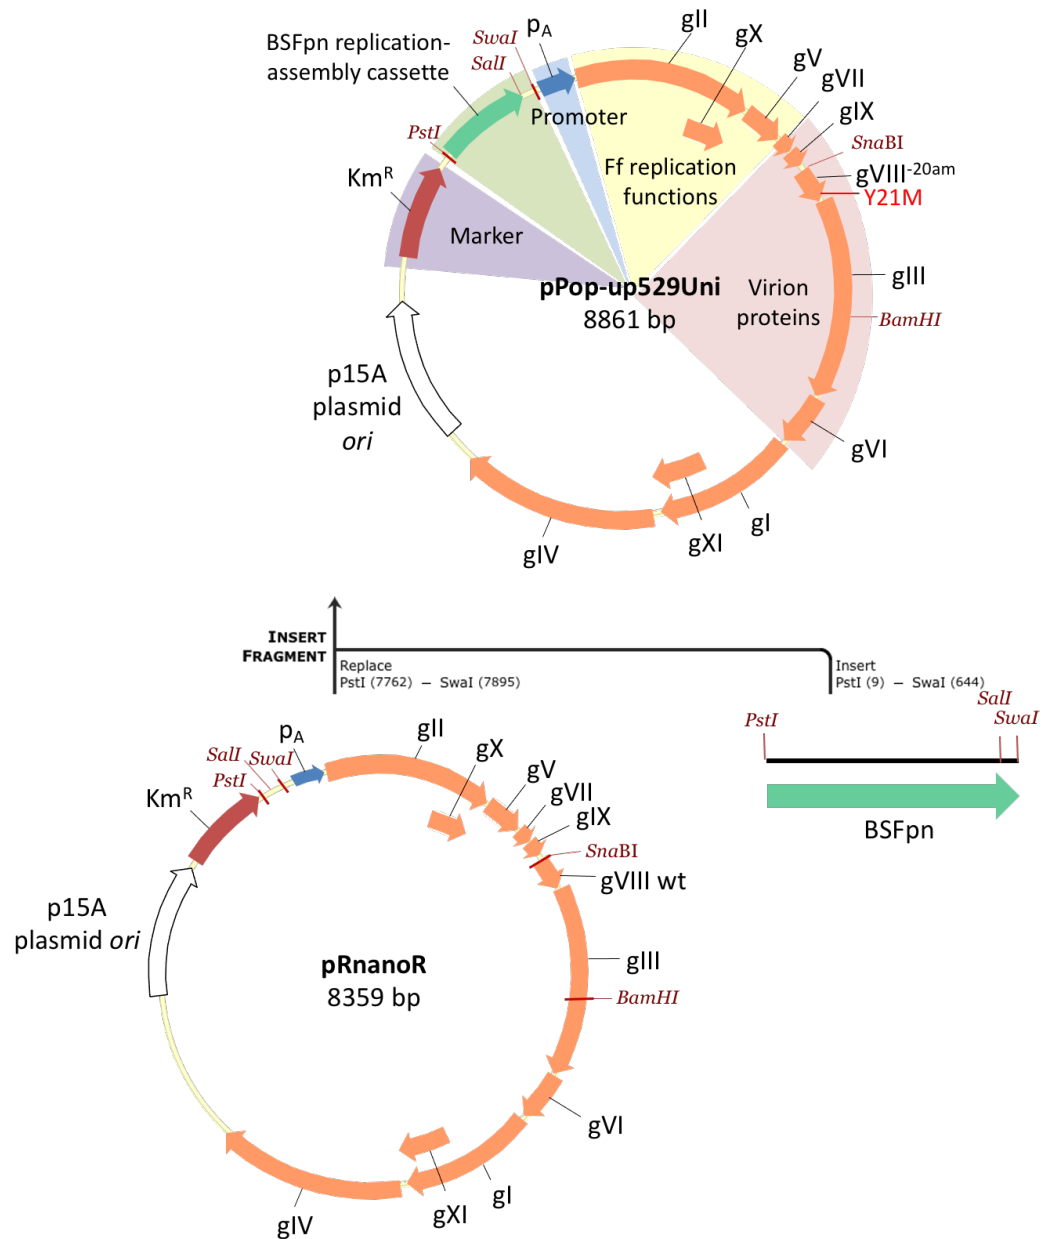 BSFpn replication-
assembly cassette
SwaI
SalI
pA
gII
gX
gV
gVII
gIX
SnaBI
gVIII-20am
Y21M
PstI
KmR
Promoter
Ff replication
functions
Marker
pPop-up529Uni
8861 bp
Virion
proteins
gIII
BamHI
p15A
plasmid
ori
gVI
gI
gXI
gIV
INSERT
FRAGMENT
Replace
PstI (7762) – SwaI (7895)
Insert
PstI (9) – SwaI (644)
SalI
SwaI
PstI
BSFpn
pA
gII
gX
gV
gVII
gIX
SnaBI
gVIII wt
SalI
SwaI
PstI
KmR
p15A
plasmid ori
pRnanoR
8359 bp
gIII
BamHI
gVI
gI
gXI
gIV